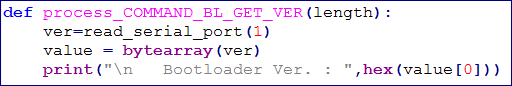 def process_COMMAND_BL_GET_VER(length):
    ver=read_serial_port(1)
    value = bytearray(ver)
    print("\n   Bootloader Ver. : ",hex(value[0]))